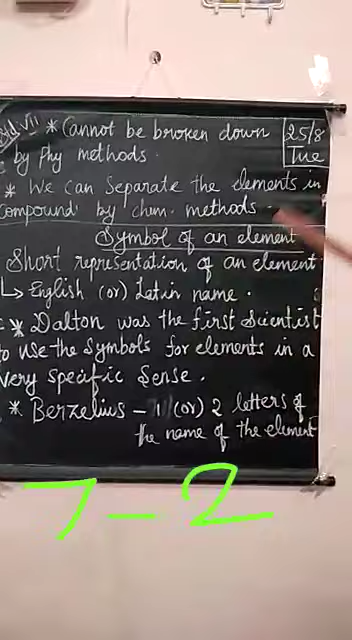 Std. VII * Cannot be broken down
by Phy methods.
25/8
Tue
* We can Separate the elements in
compound by chem. methods.
Symbol of an element
Short representation of an element
↳ English (or) Latin name.
* Dalton was the first Scientist
to use the Symbols for elements in a
very specific Sense.
* Berzelius - 1 (or) 2 letters of
the name of the element
7-2